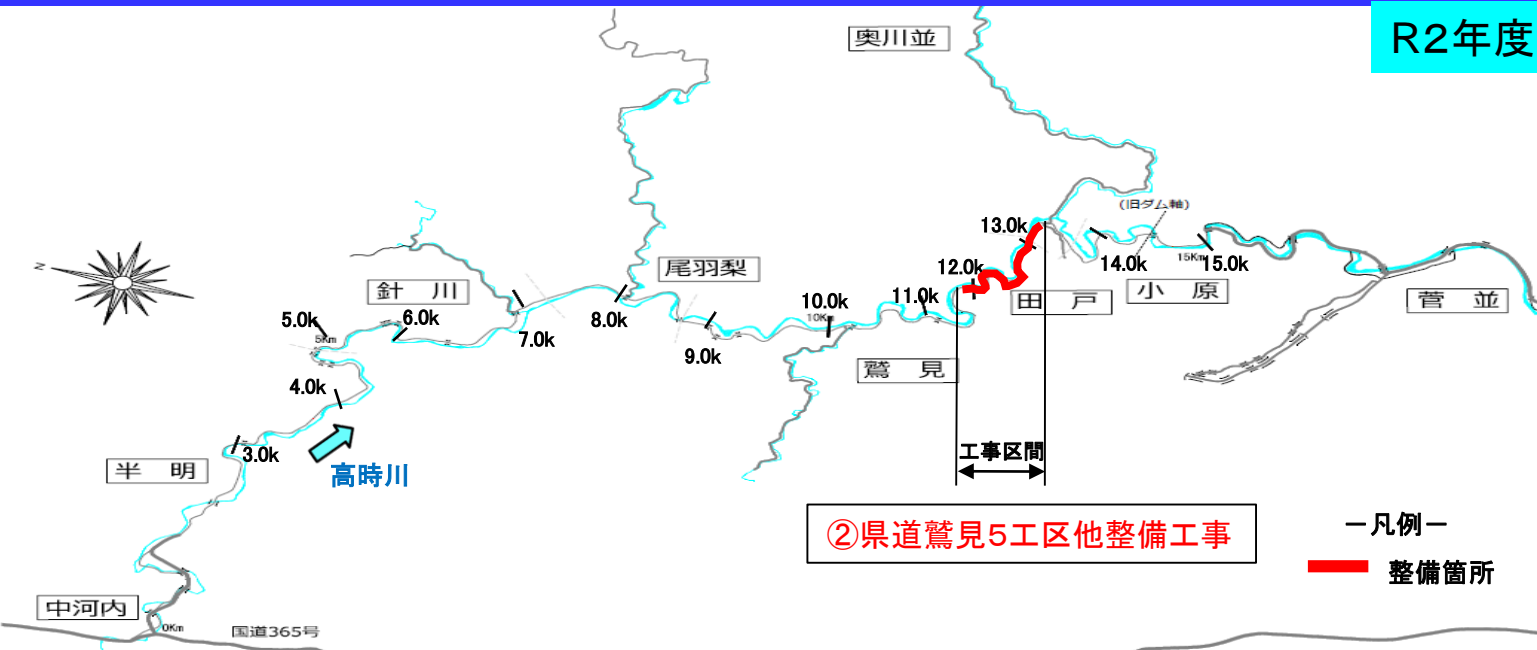 R2年度
奥川並
(旧ダム軸)
13.0k
14.0k
15Km
15.0k
尾羽梨
12.0k
田 戸
小 原
菅 並
N
針 川
5.0k
5Km
6.0k
7.0k
8.0k
9.0k
10.0k
10Km
11.0k
鷲 見
4.0k
3.0k
高時川
半 明
工事区間
②県道鷲見5工区他整備工事
-凡例-
整備箇所
中河内
0Km
国道365号